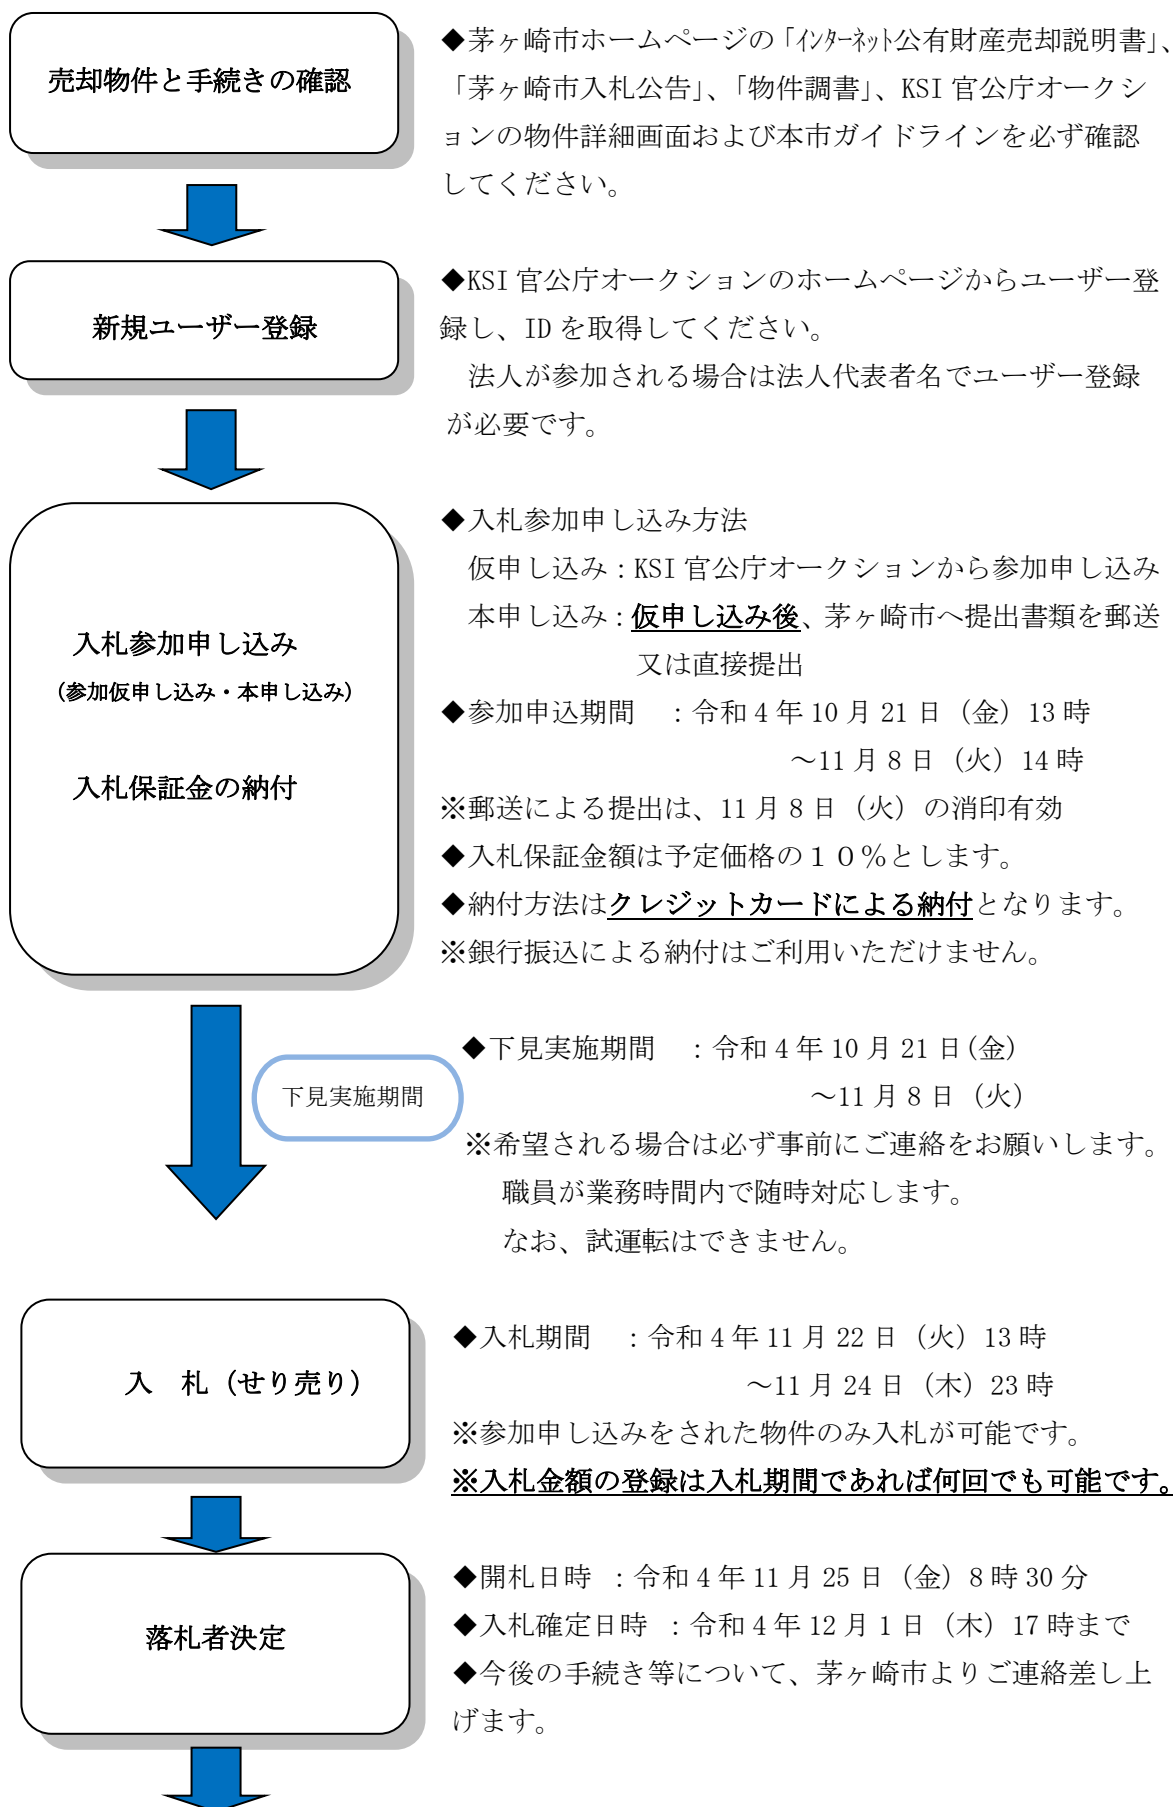 売却物件と手続きの確認
◆茅ヶ崎市ホームページの「ｲﾝﾀｰﾈｯﾄ公有財産売却説明書」、
「茅ヶ崎市入札公告」、「物件調書」、KSI 官公庁オークシ
ョンの物件詳細画面および本市ガイドラインを必ず確認
してください。
新規ユーザー登録
◆KSI 官公庁オークションのホームページからユーザー登
録し、ID を取得してください。
法人が参加される場合は法人代表者名でユーザー登録
が必要です。
入札参加申し込み
（参加仮申し込み・本申し込み）
入札保証金の納付
◆入札参加申し込み方法
仮申し込み：KSI 官公庁オークションから参加申し込み
本申し込み：仮申し込み後、茅ヶ崎市へ提出書類を郵送
又は直接提出
◆参加申込期間　：令和 4 年 10 月 21 日（金）13 時
～11 月 8 日（火）14 時
※郵送による提出は、11 月 8 日（火）の消印有効
◆入札保証金額は予定価格の１０％とします。
◆納付方法はクレジットカードによる納付となります。
※銀行振込による納付はご利用いただけません。
下見実施期間
◆下見実施期間　：令和 4 年 10 月 21 日(金)
～11 月 8 日（火）
※希望される場合は必ず事前にご連絡をお願いします。
職員が業務時間内で随時対応します。
なお、試運転はできません。
入　札（せり売り）
◆入札期間　：令和 4 年 11 月 22 日（火）13 時
～11 月 24 日（木）23 時
※参加申し込みをされた物件のみ入札が可能です。
※入札金額の登録は入札期間であれば何回でも可能です。
落札者決定
◆開札日時 ：令和 4 年 11 月 25 日（金）8 時 30 分
◆入札確定日時 ：令和 4 年 12 月 1 日（木）17 時まで
◆今後の手続き等について、茅ヶ崎市よりご連絡差し上
げます。